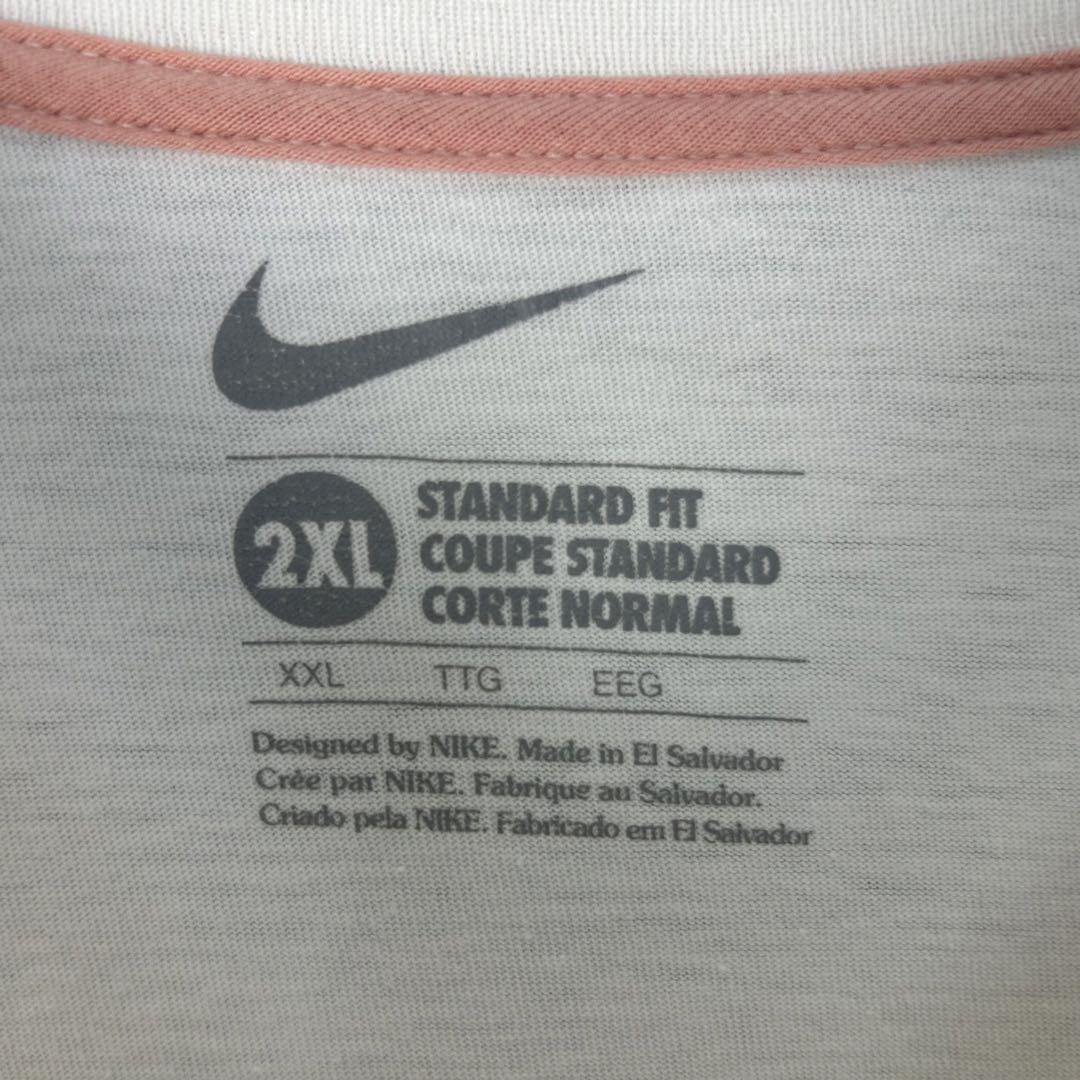 2XL
STANDARD FIT
COUPE STANDARD
CORTE NORMAL
XXL TTG EEG
Designed by NIKE. Made in El Salvador
Crée par NIKE. Fabrique au Salvador.
Criado pela NIKE. Fabricado em El Salvador